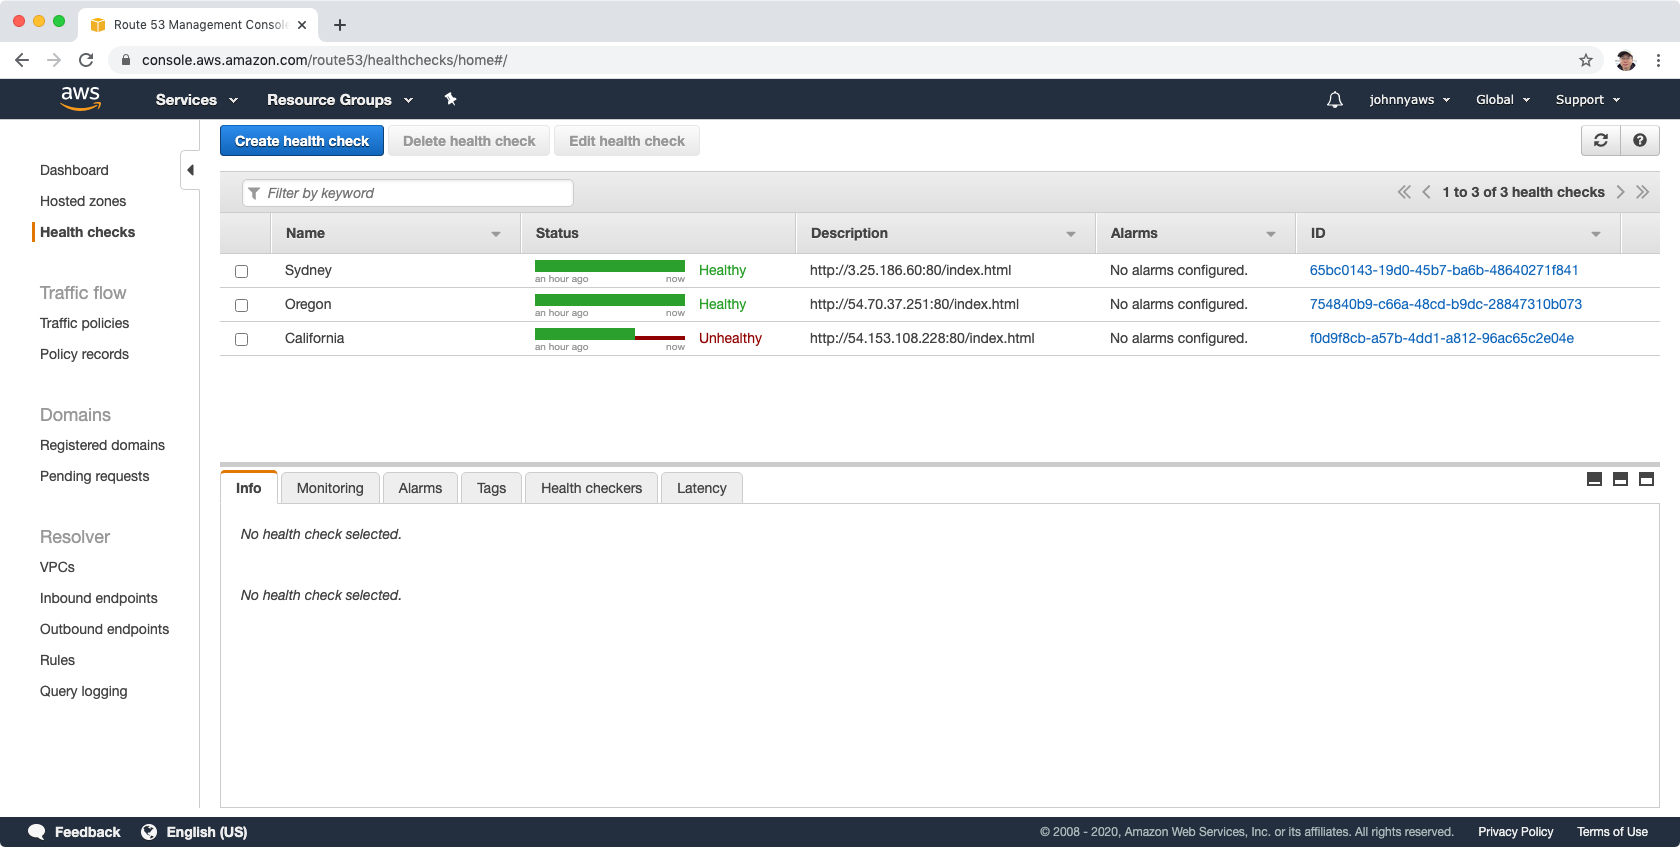 Route 53 Management Console
console.aws.amazon.com/route53/healthchecks/home#/
aws Services Resource Groups johnnyaws Global Support
Create health check Delete health check Edit health check
Dashboard
Hosted zones
Health checks
Traffic flow
Traffic policies
Policy records
Domains
Registered domains
Pending requests
Resolver
VPCs
Inbound endpoints
Outbound endpoints
Rules
Query logging
Filter by keyword 1 to 3 of 3 health checks
Name Status Description Alarms ID
Sydney Healthy http://3.25.186.60:80/index.html No alarms configured. 65bc0143-19d0-45b7-ba6b-48640271f841
an hour ago now
Oregon Healthy http://54.70.37.251:80/index.html No alarms configured. 754840b9-c66a-48cd-b9dc-28847310b073
an hour ago now
California Unhealthy http://54.153.108.228:80/index.html No alarms configured. f0d9f8cb-a57b-4dd1-a812-96ac65c2e04e
an hour ago now
Info Monitoring Alarms Tags Health checkers Latency
No health check selected.
No health check selected.
Feedback English (US) © 2008 - 2020, Amazon Web Services, Inc. or its affiliates. All rights reserved. Privacy Policy Terms of Use